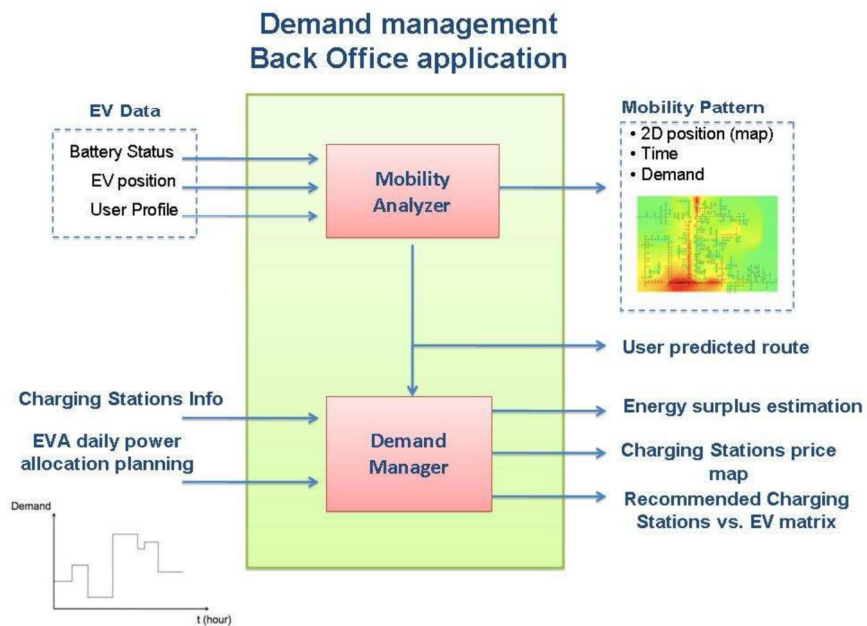 Demand management
Back Office application
EV Data
Battery Status
EV position
User Profile
Mobility
Analyzer
Mobility Pattern
• 2D position (map)
• Time
• Demand
User predicted route
Charging Stations Info
EVA daily power
allocation planning
Demand
Manager
Energy surplus estimation
Charging Stations price
map
Recommended Charging
Stations vs. EV matrix
Demand
t (hour)